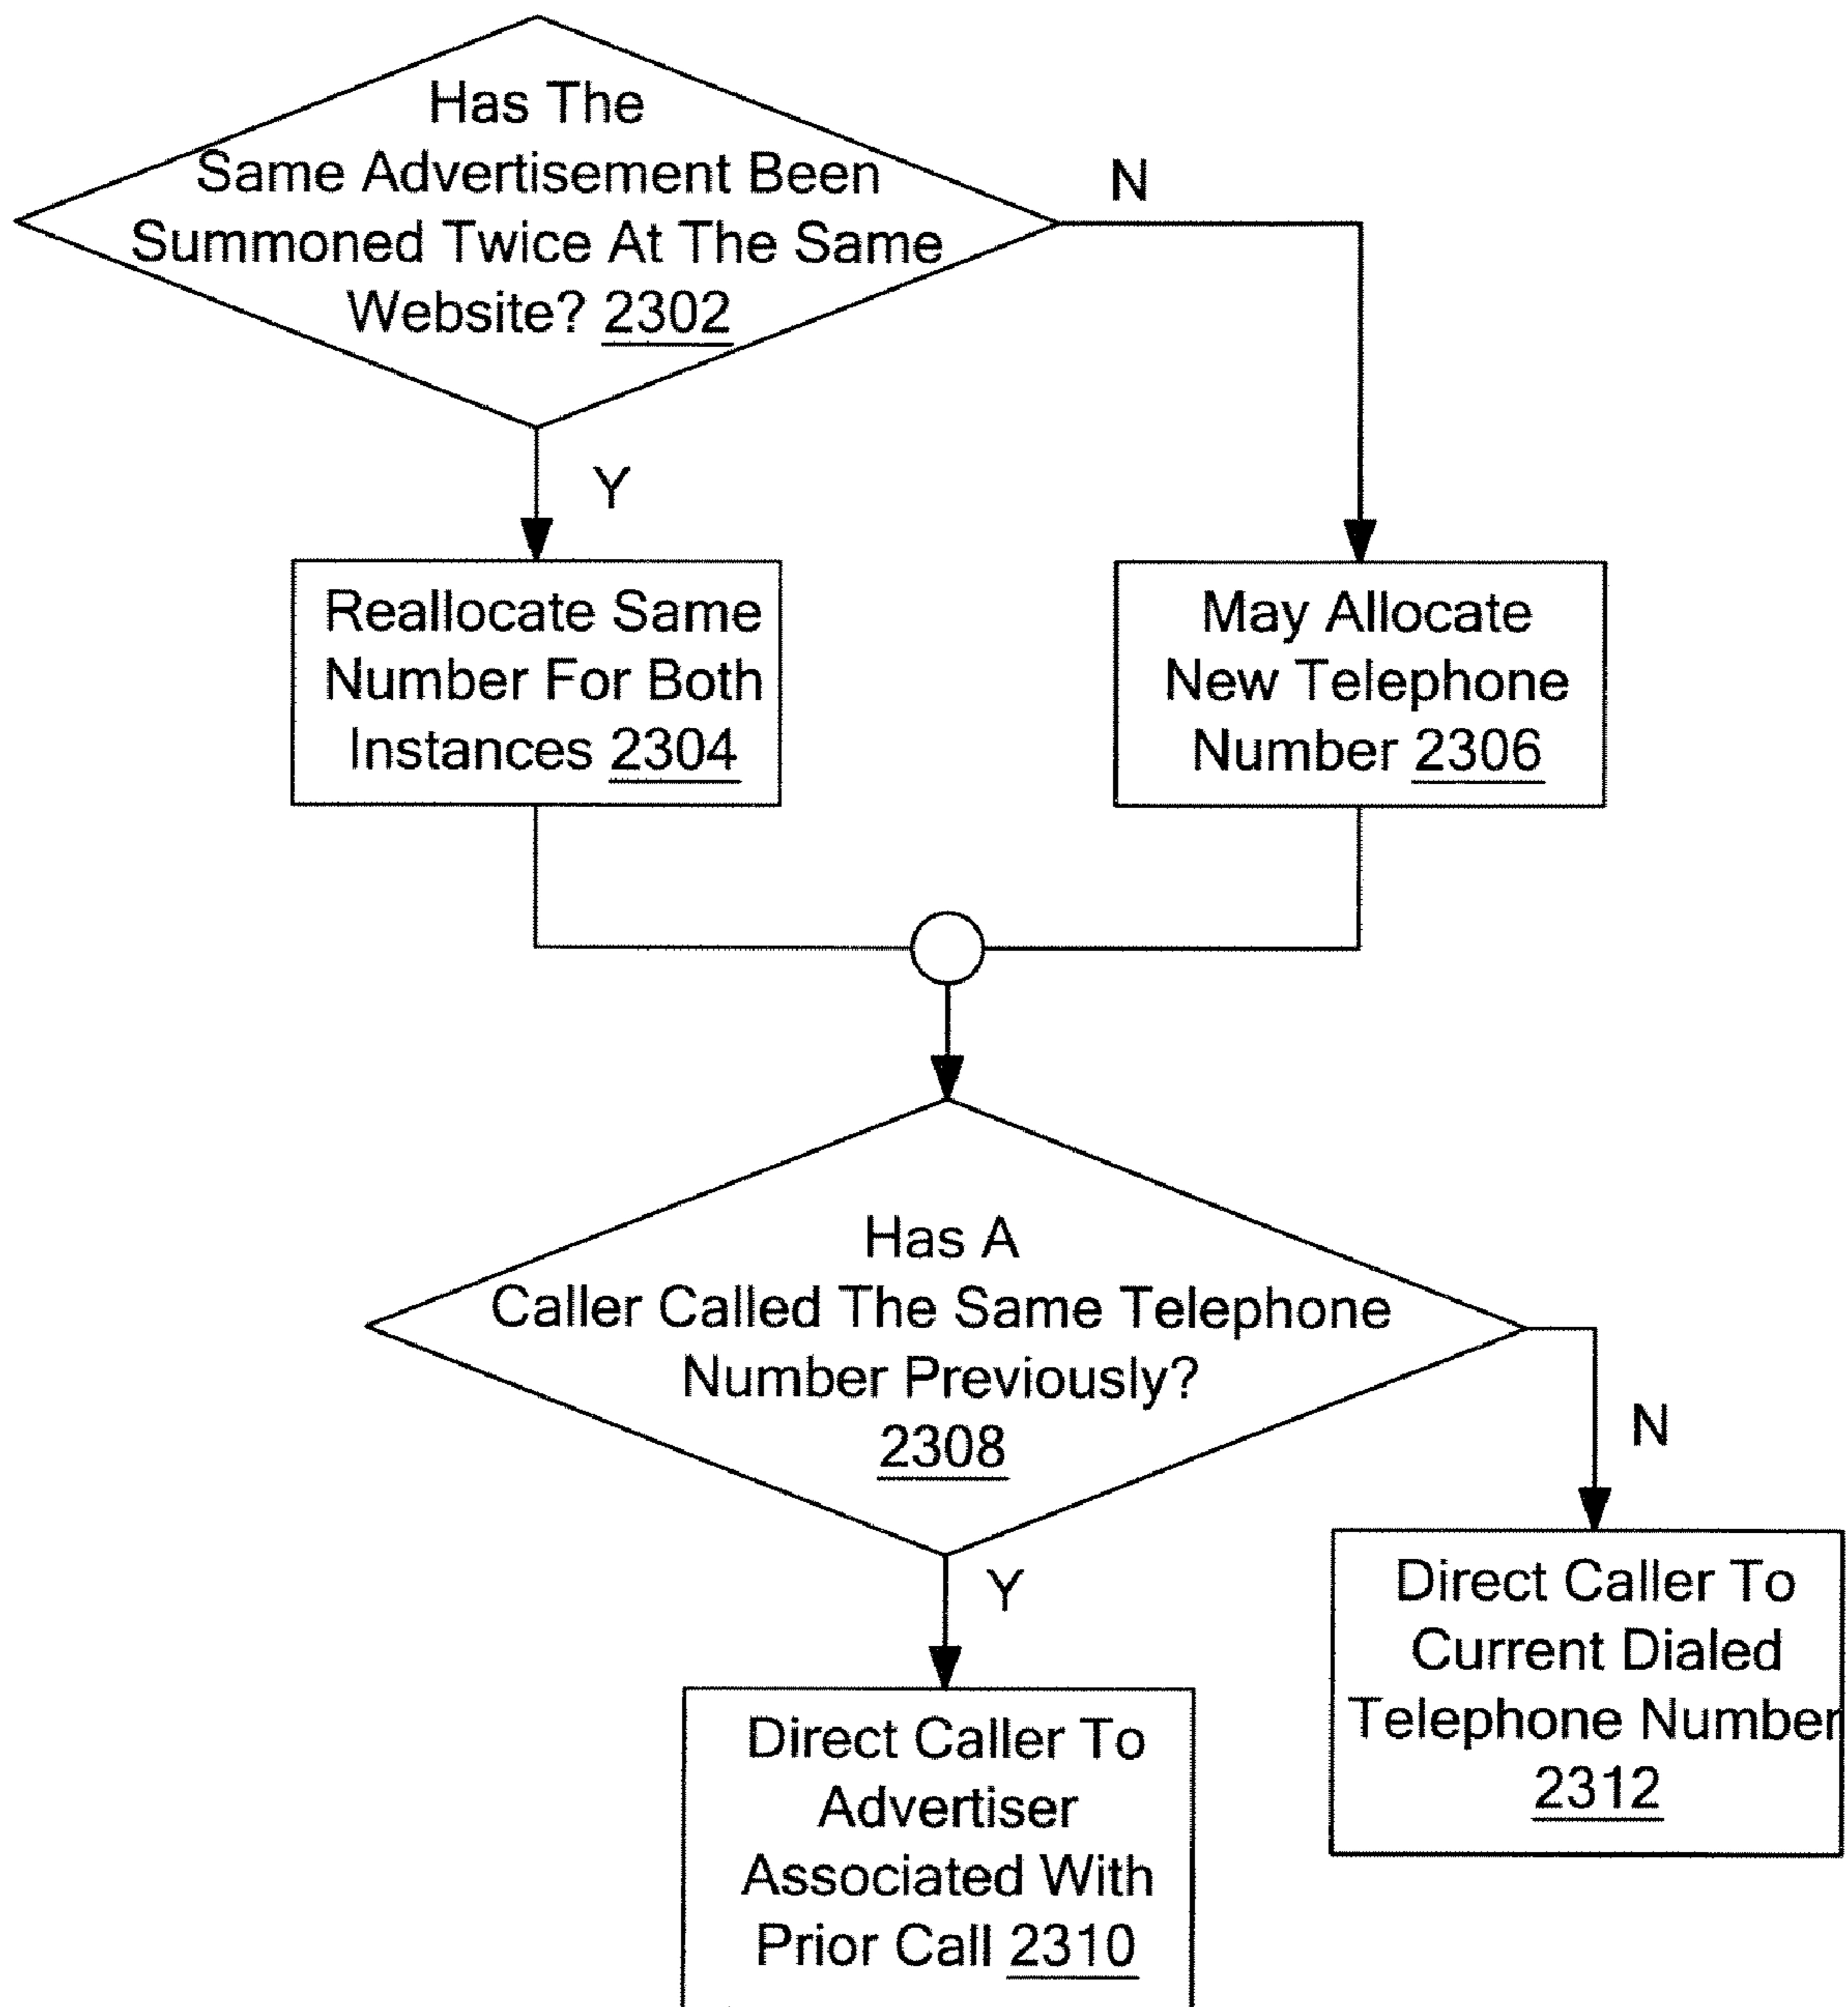 Has The
Same Advertisement Been
Summoned Twice At The Same
Website? 2302
N
Y
Reallocate Same
Number For Both
Instances 2304
May Allocate
New Telephone
Number 2306
Has A
Caller Called The Same Telephone
Number Previously?
2308
N
Y
Direct Caller To
Current Dialed
Telephone Number
2312
Direct Caller To
Advertiser
Associated With
Prior Call 2310